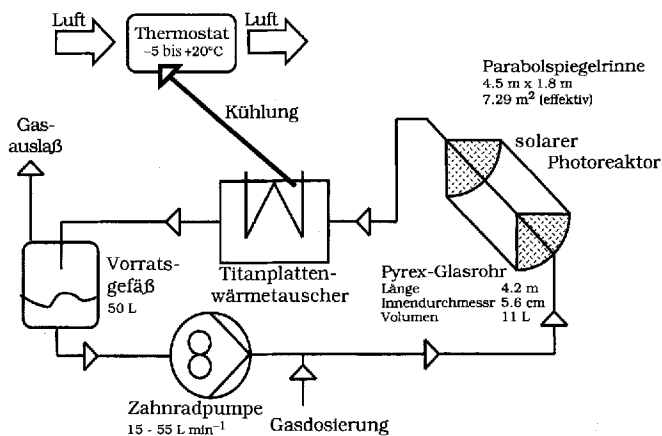 Luft
Thermostat
–5 bis +20°C
Luft
Parabolspiegelrinne
4.5 m x 1.8 m
7.29 m² (effektiv)
Kühlung
Gas-
auslaß
solarer
Photoreaktor
Vorrats-
gefäß
50 L
Titanplatten-
wärmetauscher
Pyrex-Glasrohr
Länge 4.2 m
Innendurchmessr 5.6 cm
Volumen 11 L
Zahnradpumpe
15 - 55 L min⁻¹
Gasdosierung